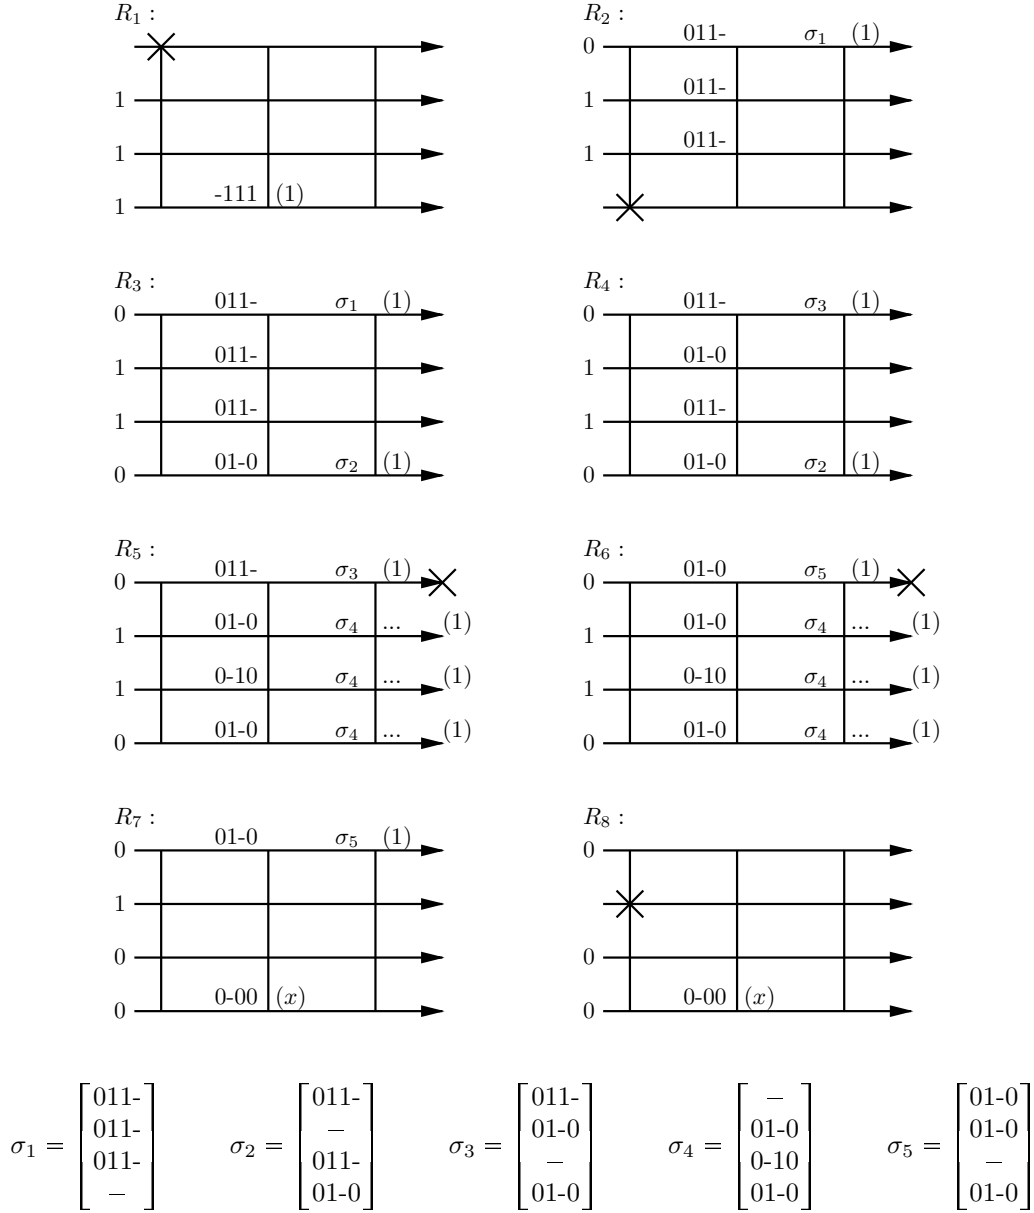 R1 : R2 :
0 011- σ1 (1)
1 1 011-
1 1 011-
1 -111 (1)
R3 : R4 :
0 011- σ1 (1) 0 011- σ3 (1)
1 011- 1 01-0
1 011- 1 011-
0 01-0 σ2 (1) 0 01-0 σ2 (1)
R5 : R6 :
0 011- σ3 (1) 0 01-0 σ5 (1)
1 01-0 σ4 ... (1) 1 01-0 σ4 ... (1)
1 0-10 σ4 ... (1) 1 0-10 σ4 ... (1)
0 01-0 σ4 ... (1) 0 01-0 σ4 ... (1)
R7 : R8 :
0 01-0 σ5 (1) 0
1
0 0
0 0-00 (x) 0 0-00 (x)
σ1 = [011- 011- 011- –] σ2 = [011- – 011- 01-0] σ3 = [011- 01-0 – 01-0] σ4 = [– 01-0 0-10 01-0] σ5 = [01-0 01-0 – 01-0]